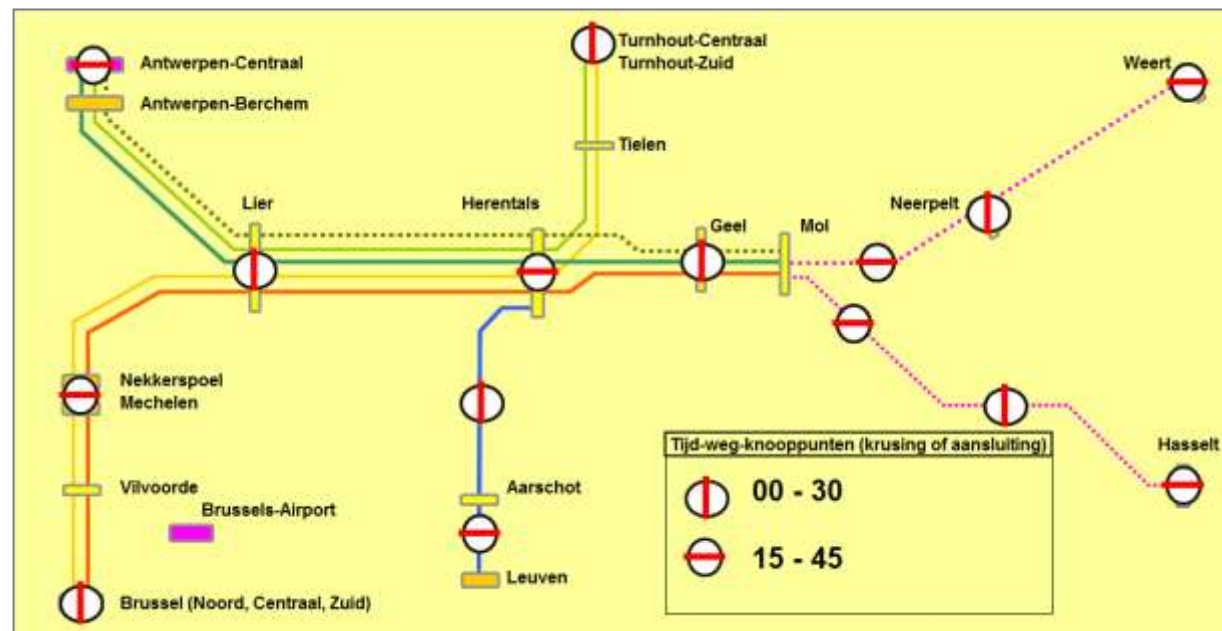 Antwerpen-Centraal
Antwerpen-Berchem
Turnhout-Centraal
Turnhout-Zuid
Weert
Tielen
Lier
Herentals
Geel
Mol
Neerpelt
Nekkerspoel
Mechelen
Vilvoorde
Brussels-Airport
Aarschot
Leuven
Brussel (Noord, Centraal, Zuid)
Hasselt
Tijd-weg-knooppunten (krusing of aansluiting)
00 - 30
15 - 45